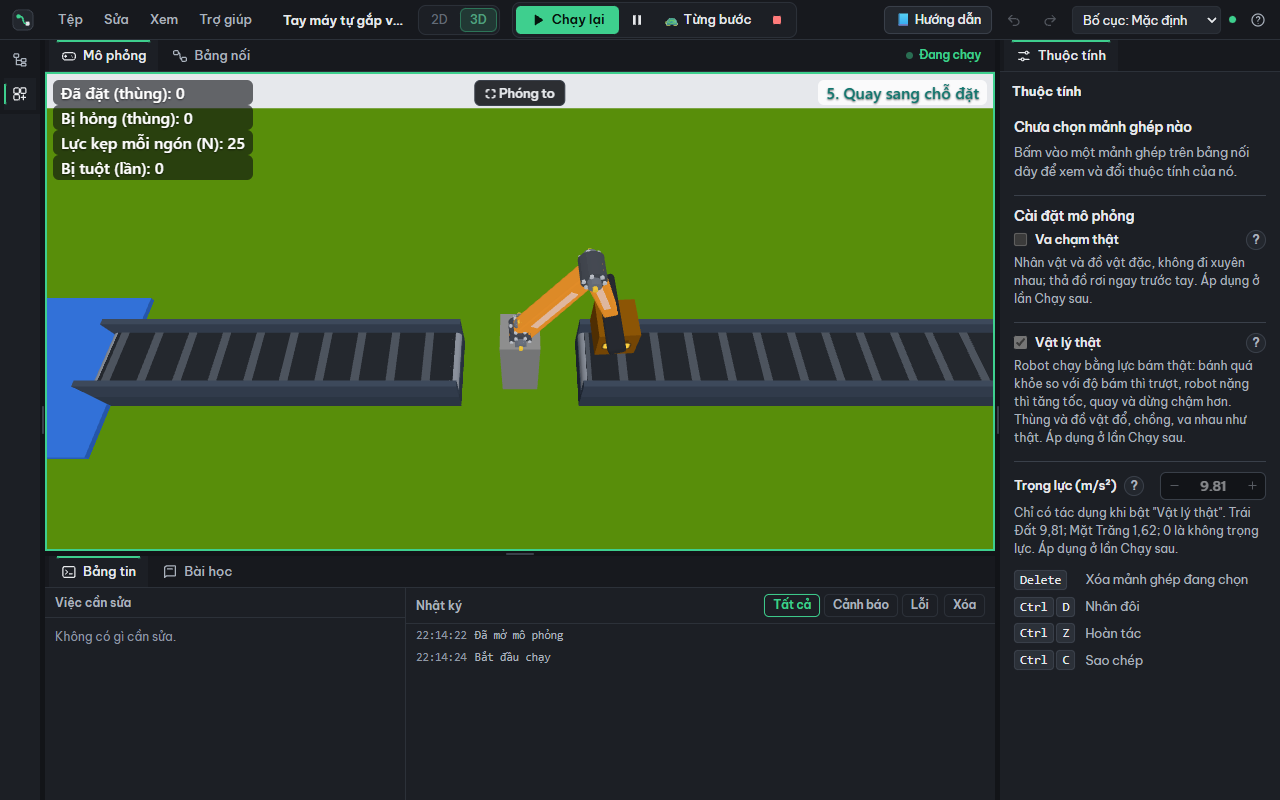 Tệp Sửa Xem Trợ giúp Tay máy tự gắp v... 2D 3D Chạy lại Từng bước Hướng dẫn Bố cục: Mặc định
Mô phỏng Bảng nối Đang chạy
Đã đặt (thùng): 0
Bị hỏng (thùng): 0
Lực kẹp mỗi ngón (N): 25
Bị tuột (lần): 0
Phóng to
5. Quay sang chỗ đặt
Bảng tin Bài học
Việc cần sửa
Không có gì cần sửa.
Nhật ký Tất cả Cảnh báo Lỗi Xóa
22:14:22 Đã mở mô phỏng
22:14:24 Bắt đầu chạy
Thuộc tính
Thuộc tính
Chưa chọn mảnh ghép nào
Bấm vào một mảnh ghép trên bảng nối
dây để xem và đổi thuộc tính của nó.
Cài đặt mô phỏng
Va chạm thật ?
Nhân vật và đồ vật đặc, không đi xuyên
nhau; thả đồ rơi ngay trước tay. Áp dụng ở
lần Chạy sau.
Vật lý thật ?
Robot chạy bằng lực bám thật: bánh quá
khỏe so với độ bám thì trượt, robot nặng
thì tăng tốc, quay và dừng chậm hơn.
Thùng và đồ vật đổ, chồng, va nhau như
thật. Áp dụng ở lần Chạy sau.
Trọng lực (m/s²) ? − 9.81 +
Chỉ có tác dụng khi bật "Vật lý thật". Trái
Đất 9,81; Mặt Trăng 1,62; 0 là không trọng
lực. Áp dụng ở lần Chạy sau.
Delete Xóa mảnh ghép đang chọn
Ctrl D Nhân đôi
Ctrl Z Hoàn tác
Ctrl C Sao chép